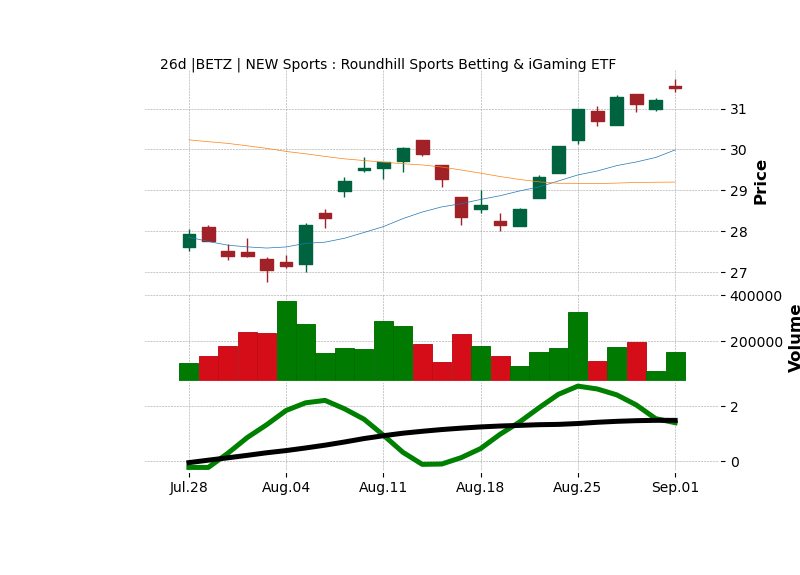 26d |BETZ | NEW Sports : Roundhill Sports Betting & iGaming ETF
31
30
29
28
27
Price
400000
200000
Volume
2
0
Jul.28
Aug.04
Aug.11
Aug.18
Aug.25
Sep.01